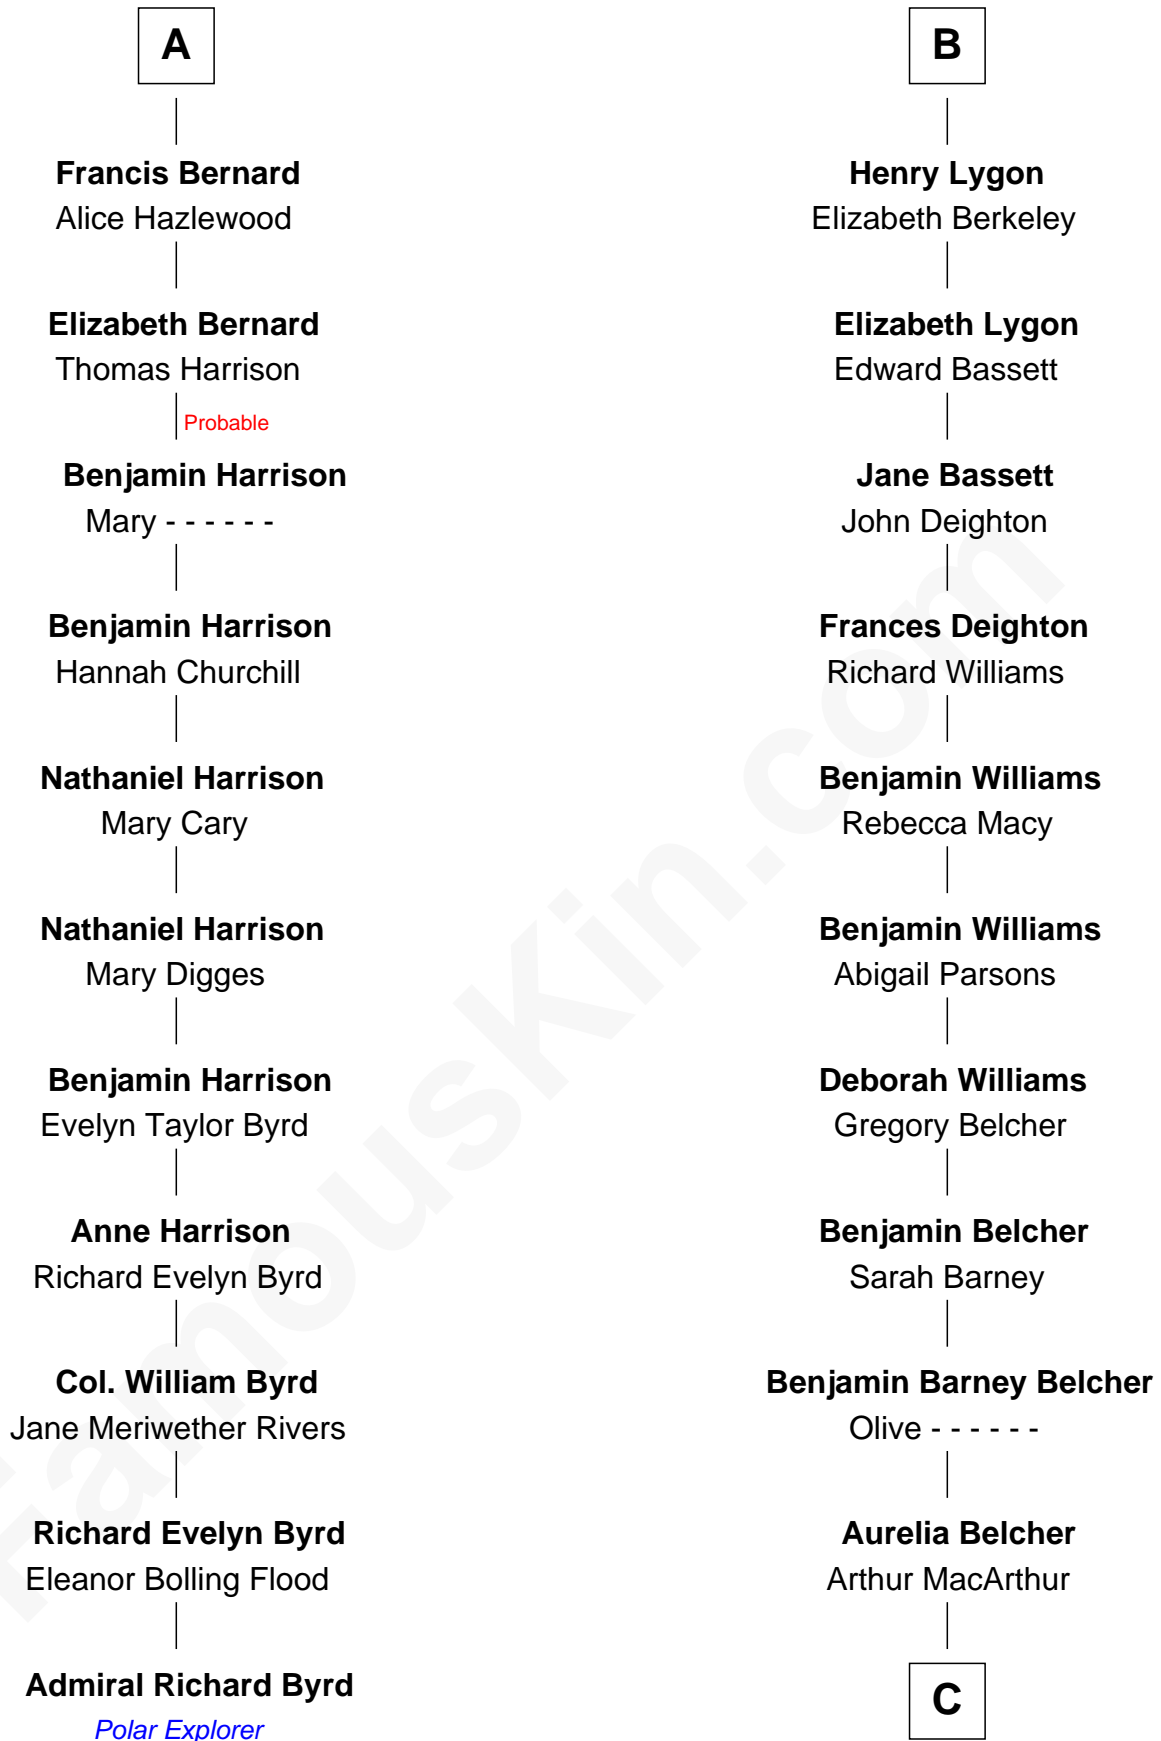 A
Francis Bernard
Alice Hazlewood
Elizabeth Bernard
Thomas Harrison
Probable
Benjamin Harrison
Mary - - - - - -
Benjamin Harrison
Hannah Churchill
Nathaniel Harrison
Mary Cary
Nathaniel Harrison
Mary Digges
Benjamin Harrison
Evelyn Taylor Byrd
Anne Harrison
Richard Evelyn Byrd
Col. William Byrd
Jane Meriwether Rivers
Richard Evelyn Byrd
Eleanor Bolling Flood
Admiral Richard Byrd
Polar Explorer
B
Henry Lygon
Elizabeth Berkeley
Elizabeth Lygon
Edward Bassett
Jane Bassett
John Deighton
Frances Deighton
Richard Williams
Benjamin Williams
Rebecca Macy
Benjamin Williams
Abigail Parsons
Deborah Williams
Gregory Belcher
Benjamin Belcher
Sarah Barney
Benjamin Barney Belcher
Olive - - - - - -
Aurelia Belcher
Arthur MacArthur
C
FamousKin.com